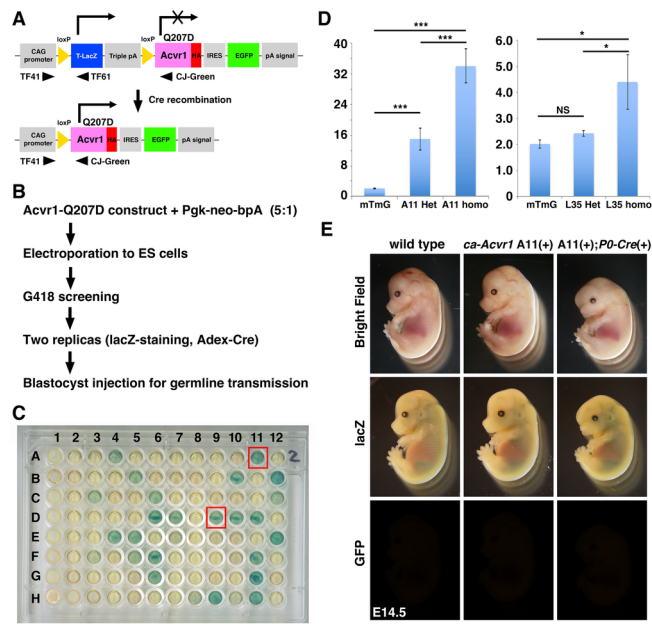 A
loxP
loxP
Q207D
CAG promoter
T-LacZ
Triple pA
Acvr1
HA
IRES
EGFP
pA signal
TF41
TF61
CJ-Green
Cre recombination
loxP
Q207D
CAG promoter
Acvr1
HA
IRES
EGFP
pA signal
TF41
CJ-Green
B
Acvr1-Q207D construct + Pgk-neo-bpA (5:1)
Electroporation to ES cells
G418 screening
Two replicas (lacZ-staining, Adex-Cre)
Blastocyst injection for germline transmission
C
1 2 3 4 5 6 7 8 9 10 11 12
A
B
C
D
E
F
G
H
2
D
40
32
24
16
8
0
***
***
***
mTmG A11 Het A11 homo
6.0
5.0
4.0
3.0
2.0
1.0
0
*
*
NS
mTmG L35 Het L35 homo
E
wild type ca-Acvr1 A11(+) A11(+);P0-Cre(+)
Bright Field
lacZ
GFP
E14.5